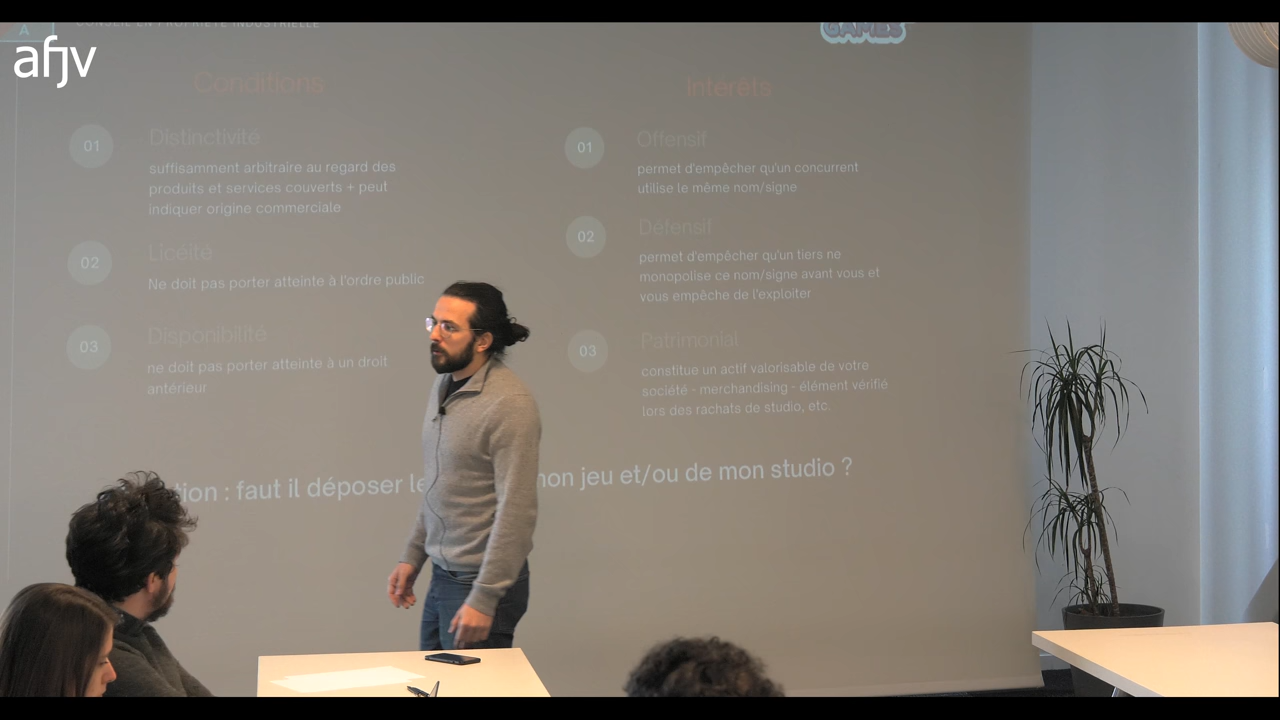 A
CONSEIL EN PROPRIÉTÉ INDUSTRIELLE
GAMES
afjv
Conditions
01
Distinctivité
suffisamment arbitraire au regard des
produits et services couverts + peut
indiquer origine commerciale
02
Licéité
Ne doit pas porter atteinte à l'ordre public
03
Disponibilité
ne doit pas porter atteinte à un droit
antérieur
Intérêts
01
Offensif
permet d'empêcher qu'un concurrent
utilise le même nom/signe
02
Défensif
permet d'empêcher qu'un tiers ne
monopolise ce nom/signe avant vous et
vous empêche de l'exploiter
03
Patrimonial
constitue un actif valorisable de votre
société - merchandising - élément vérifié
lors des rachats de studio, etc.
tion : faut il déposer le mon jeu et/ou de mon studio ?